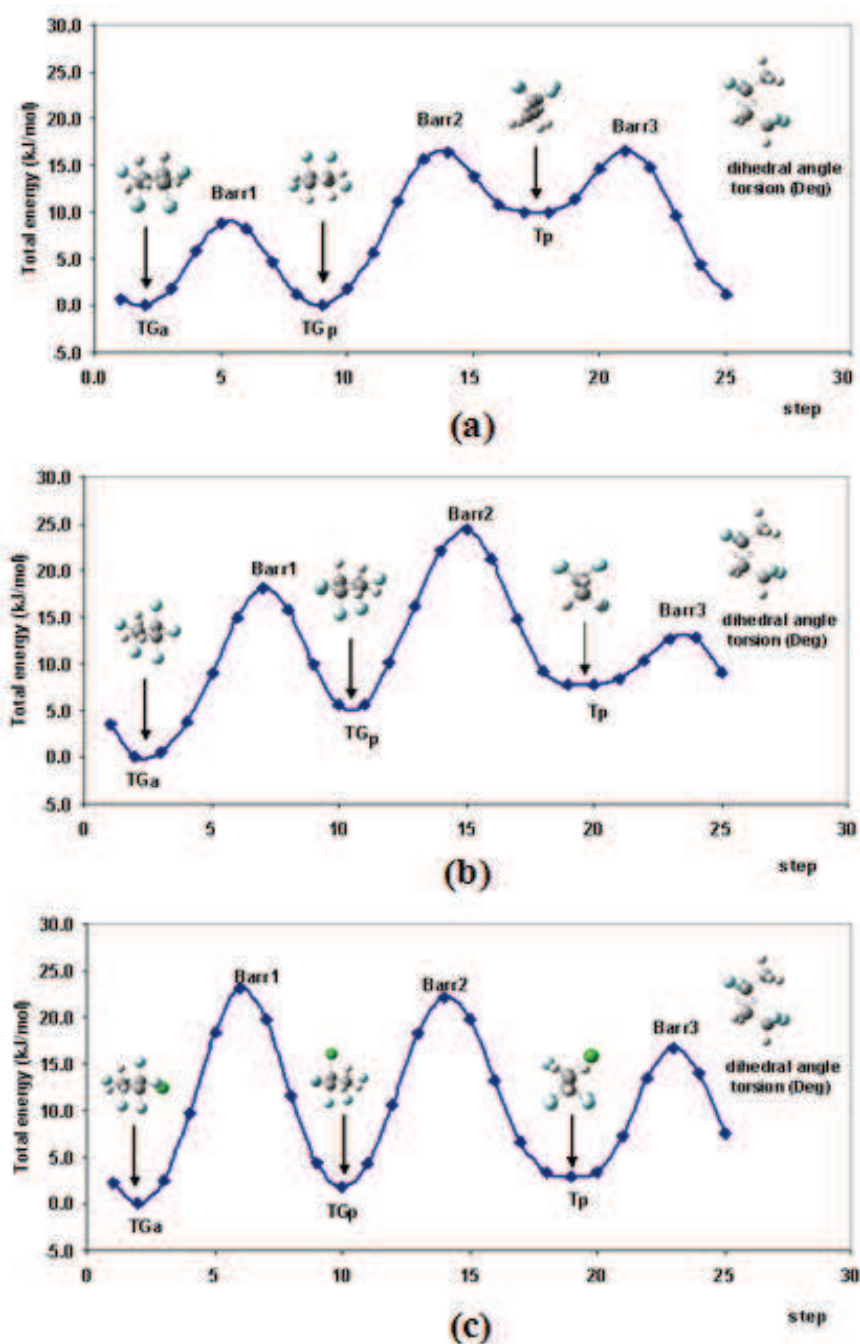 30.0
25.0
20.0
15.0
10.0
5.0
0.0
5.0
Total energy (kJ/mol)
Barr1
Barr2
Barr3
TGa
TGp
Tp
dihedral angle
torsion (Deg)
0.0 5 10 15 20 25 30
step
(a)
30.0
25.0
20.0
15.0
10.0
5.0
0.0
5.0
Total energy (kJ/mol)
Barr1
Barr2
Barr3
TGa
TGp
Tp
dihedral angle
torsion (Deg)
0 5 10 15 20 25 30
step
(b)
30.0
25.0
20.0
15.0
10.0
5.0
0.0
5.0
Total energy (kJ/mol)
Barr1
Barr2
Barr3
TGa
TGp
Tp
dihedral angle
torsion (Deg)
0 5 10 15 20 25 30
step
(c)